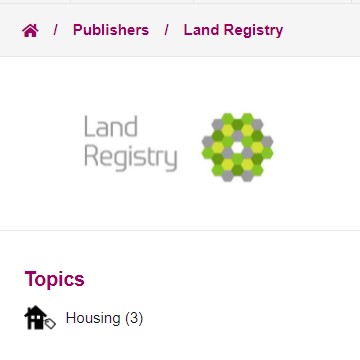 / Publishers / Land Registry
Land
Registry
Topics
Housing (3)